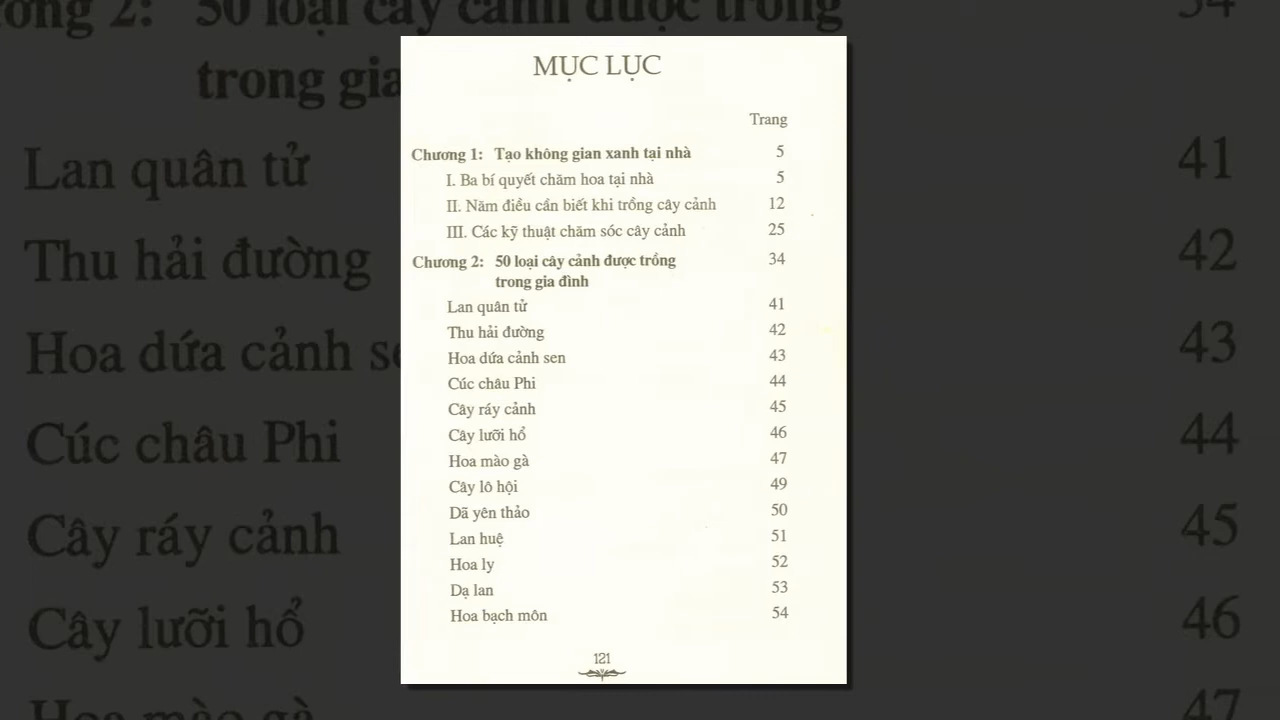 MỤC LỤC
Trang
Chương 1: Tạo không gian xanh tại nhà 5
I. Ba bí quyết chăm hoa tại nhà 5
II. Năm điều cần biết khi trồng cây cảnh 12
III. Các kỹ thuật chăm sóc cây cảnh 25
Chương 2: 50 loại cây cảnh được trồng 34
trong gia đình
Lan quân tử 41
Thu hải đường 42
Hoa dứa cảnh sen 43
Cúc châu Phi 44
Cây ráy cảnh 45
Cây lưỡi hổ 46
Hoa mào gà 47
Cây lô hội 49
Dã yên thảo 50
Lan huệ 51
Hoa ly 52
Dạ lan 53
Hoa bạch môn 54
121